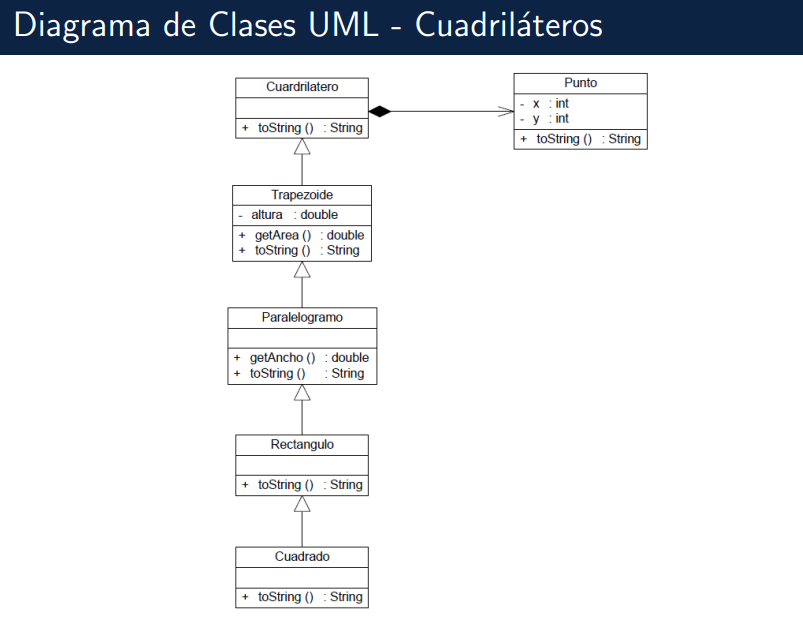 Diagrama de Clases UML - Cuadriláteros
Cuardrilatero
+ toString () : String
Punto
- x : int
- y : int
+ toString () : String
Trapezoide
- altura : double
+ getArea () : double
+ toString () : String
Paralelogramo
+ getAncho () : double
+ toString () : String
Rectangulo
+ toString () : String
Cuadrado
+ toString () : String